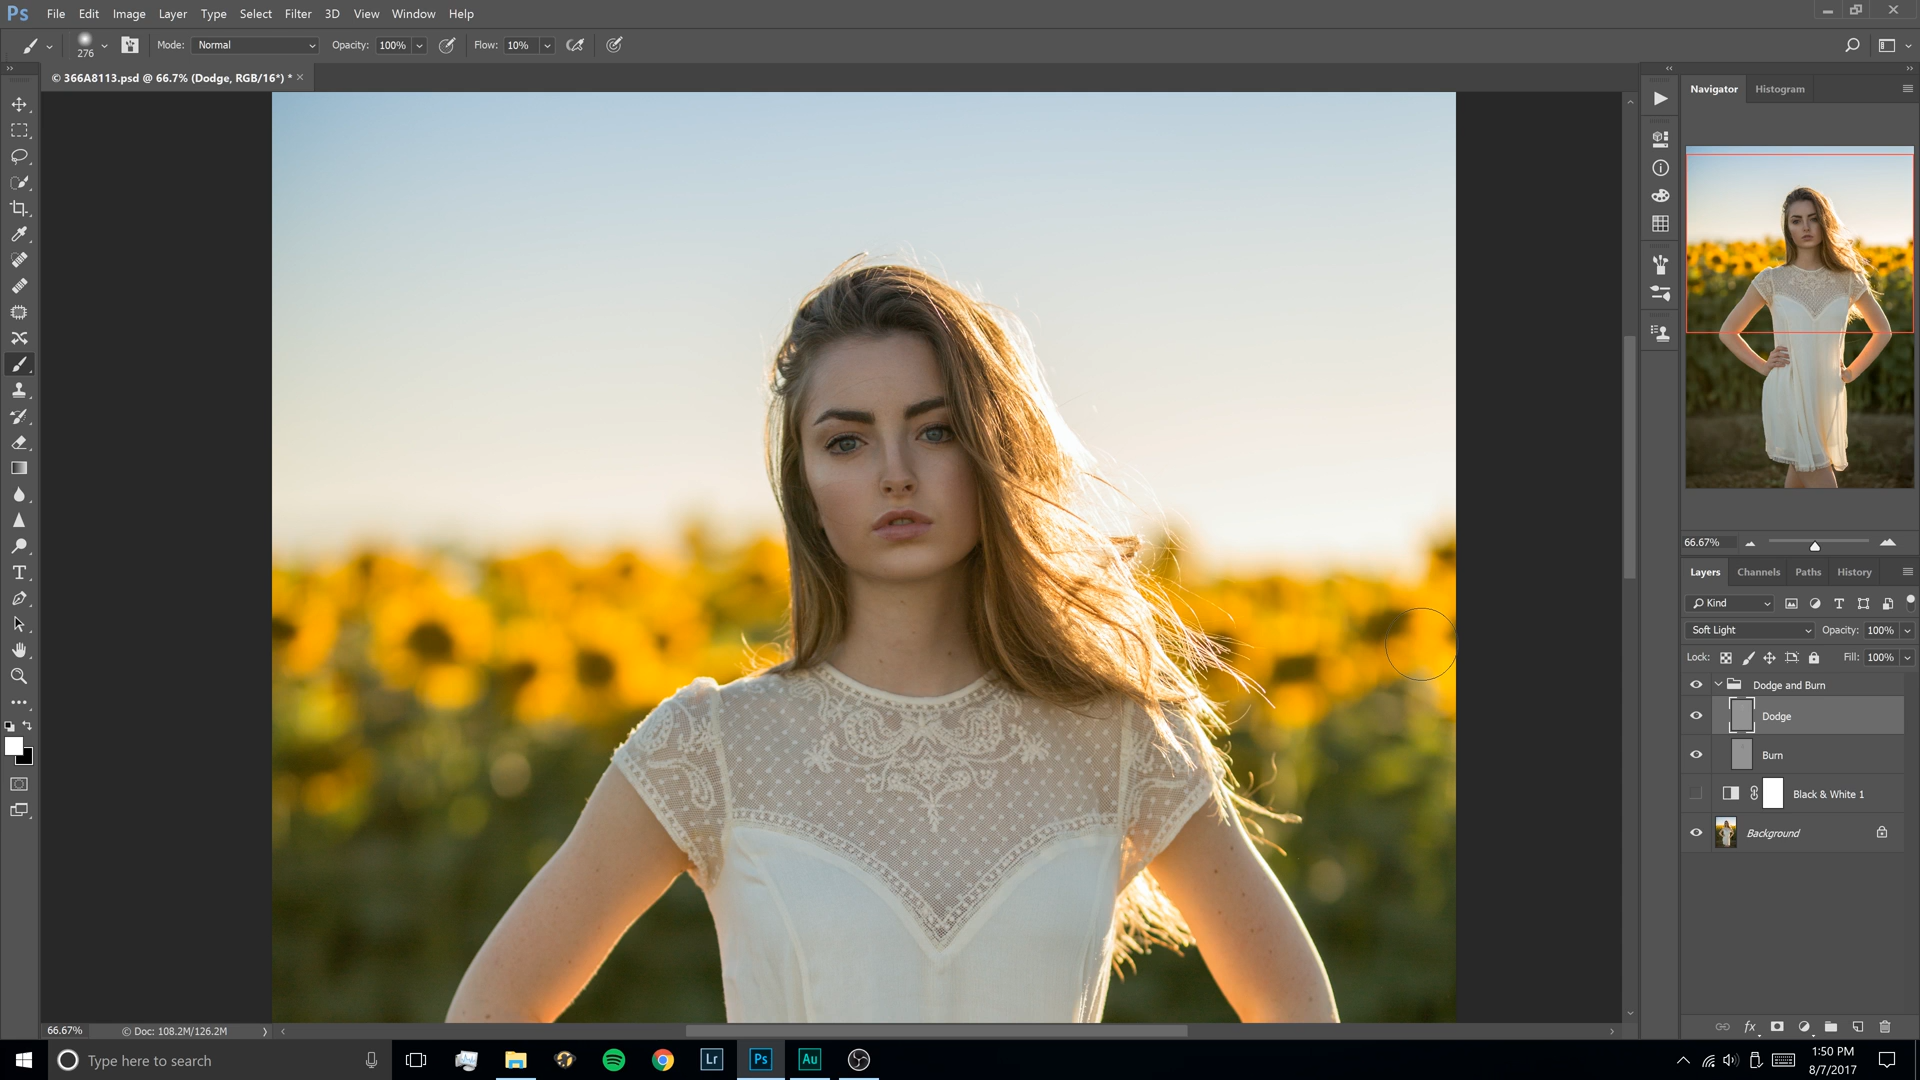 Ps File Edit Image Layer Type Select Filter 3D View Window Help
276 Mode: Normal Opacity: 100% Flow: 10%
© 366A8113.psd @ 66.7% (Dodge, RGB/16*) * ×
Navigator Histogram
66.67%
Layers Channels Paths History
Kind
Soft Light Opacity: 100%
Lock: Fill: 100%
Dodge and Burn
Dodge
Burn
Black & White 1
Background
66.67% © Doc: 108.2M/126.2M
fx
Type here to search
Lr Ps Au
1:50 PM
8/7/2017